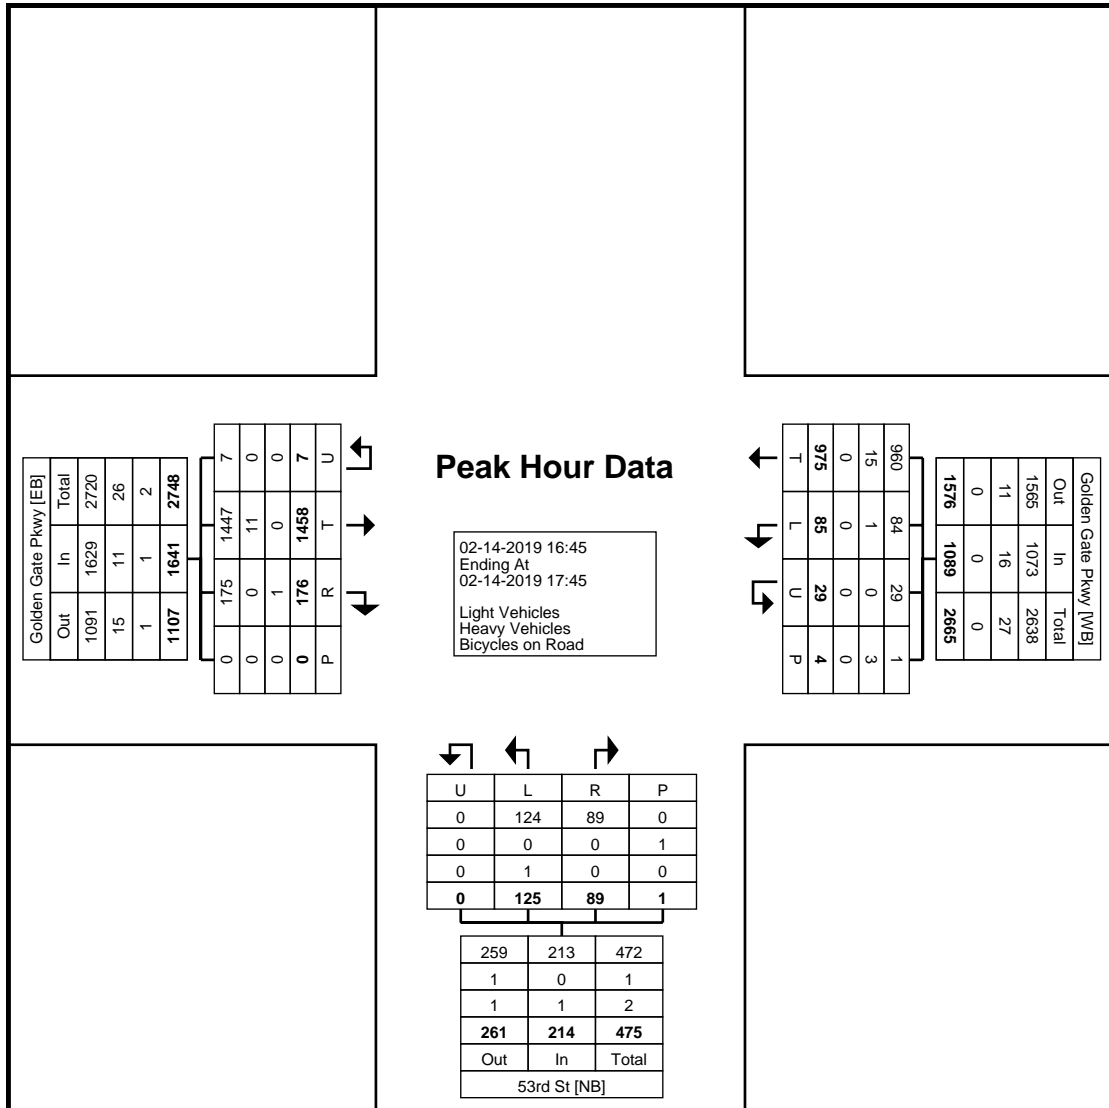 Peak Hour Data
02-14-2019 16:45
Ending At
02-14-2019 17:45
Light Vehicles
Heavy Vehicles
Bicycles on Road
Golden Gate Pkwy [EB]
Out In Total
1091 1629 2720
15 11 26
1 1 2
1107 1641 2748
7 1447 175 0
0 11 0 0
0 0 1 0
7 1458 176 0
U T R P
Golden Gate Pkwy [WB]
Out In Total
1565 1073 2638
11 16 27
0 0 0
1576 1089 2665
960 84 29 1
15 1 0 3
0 0 0 0
975 85 29 4
T L U P
U L R P
0 124 89 0
0 0 0 1
0 1 0 0
0 125 89 1
259 213 472
1 0 1
1 1 2
261 214 475
Out In Total
53rd St [NB]